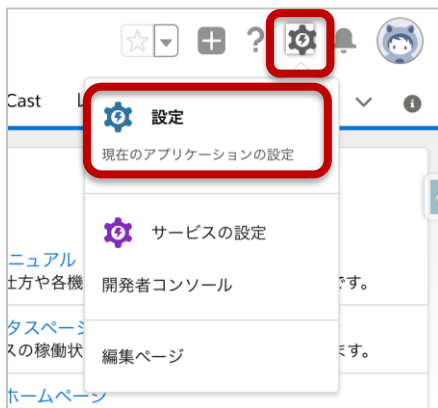 Cast
設定
現在のアプリケーションの設定
サービスの設定
ニュアル
仕方や各機
です。
開発者コンソール
タスペー
スの稼働状
ます。
編集ページ
ホームページ